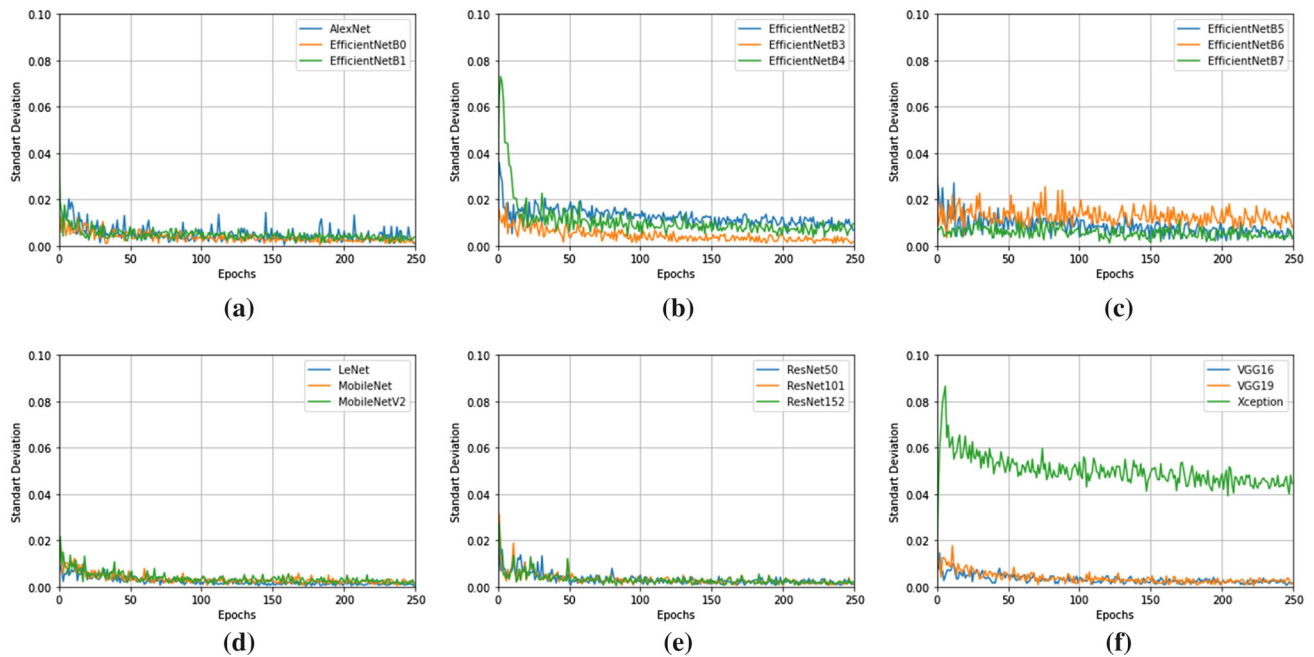 0.10
0.08
0.06
0.04
0.02
0.00
Standart Deviation
AlexNet
EfficientNetB0
EfficientNetB1
0 50 100 150 200 250
Epochs
(a)
0.10
0.08
0.06
0.04
0.02
0.00
Standart Deviation
EfficientNetB2
EfficientNetB3
EfficientNetB4
0 50 100 150 200 250
Epochs
(b)
0.10
0.08
0.06
0.04
0.02
0.00
Standart Deviation
EfficientNetB5
EfficientNetB6
EfficientNetB7
0 50 100 150 200 250
Epochs
(c)
0.10
0.08
0.06
0.04
0.02
0.00
Standart Deviation
LeNet
MobileNet
MobileNetV2
0 50 100 150 200 250
Epochs
(d)
0.10
0.08
0.06
0.04
0.02
0.00
Standart Deviation
ResNet50
ResNet101
ResNet152
0 50 100 150 200 250
Epochs
(e)
0.10
0.08
0.06
0.04
0.02
0.00
Standart Deviation
VGG16
VGG19
Xception
0 50 100 150 200 250
Epochs
(f)